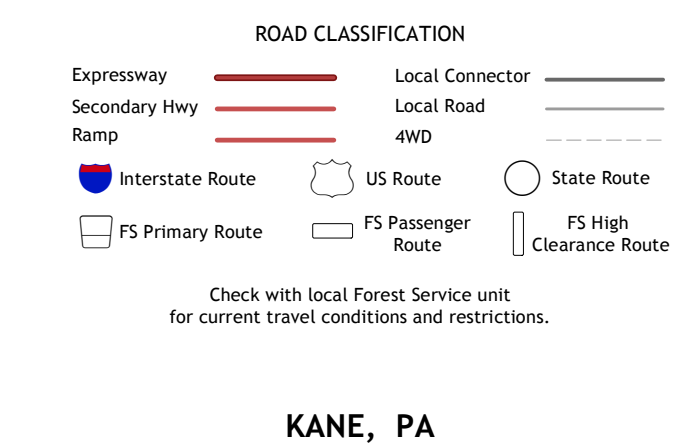 ROAD CLASSIFICATION
Expressway
Local Connector
Secondary Hwy
Local Road
Ramp
4WD
Interstate Route
US Route
State Route
FS Primary Route
FS Passenger
Route
FS High
Clearance Route
Check with local Forest Service unit
for current travel conditions and restrictions.
KANE, PA